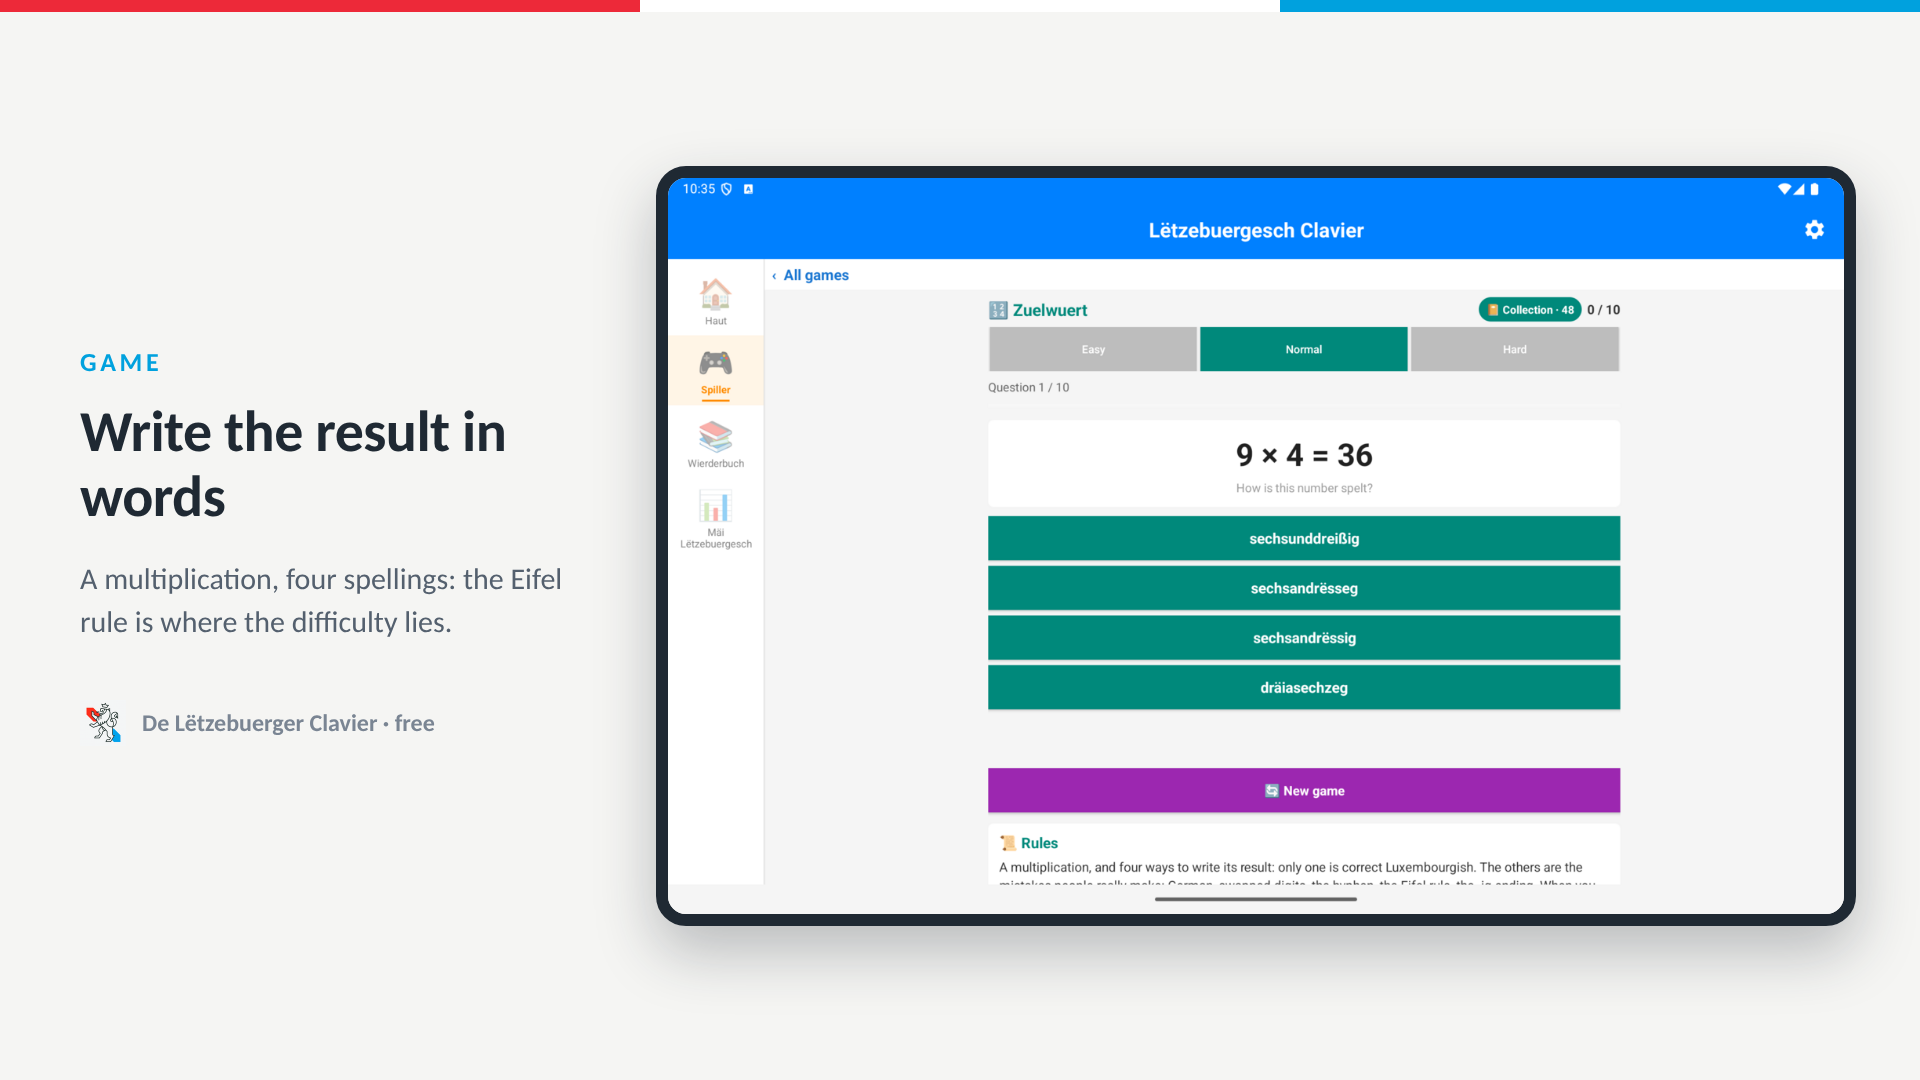 GAME
Write the result in
words
A multiplication, four spellings: the Eifel
rule is where the difficulty lies.
De Lëtzebuerger Clavier · free
10:35
Lëtzebuergesch Clavier
Haut
Spiller
Wierderbuch
Mäi
Lëtzebuergesch
‹ All games
Zuelwuert
Collection · 48
0 / 10
Easy
Normal
Hard
Question 1 / 10
9 × 4 = 36
How is this number spelt?
sechsunddreißig
sechsandrësseg
sechsandrëssig
dräiasechzeg
New game
Rules
A multiplication, and four ways to write its result: only one is correct Luxembourgish. The others are the